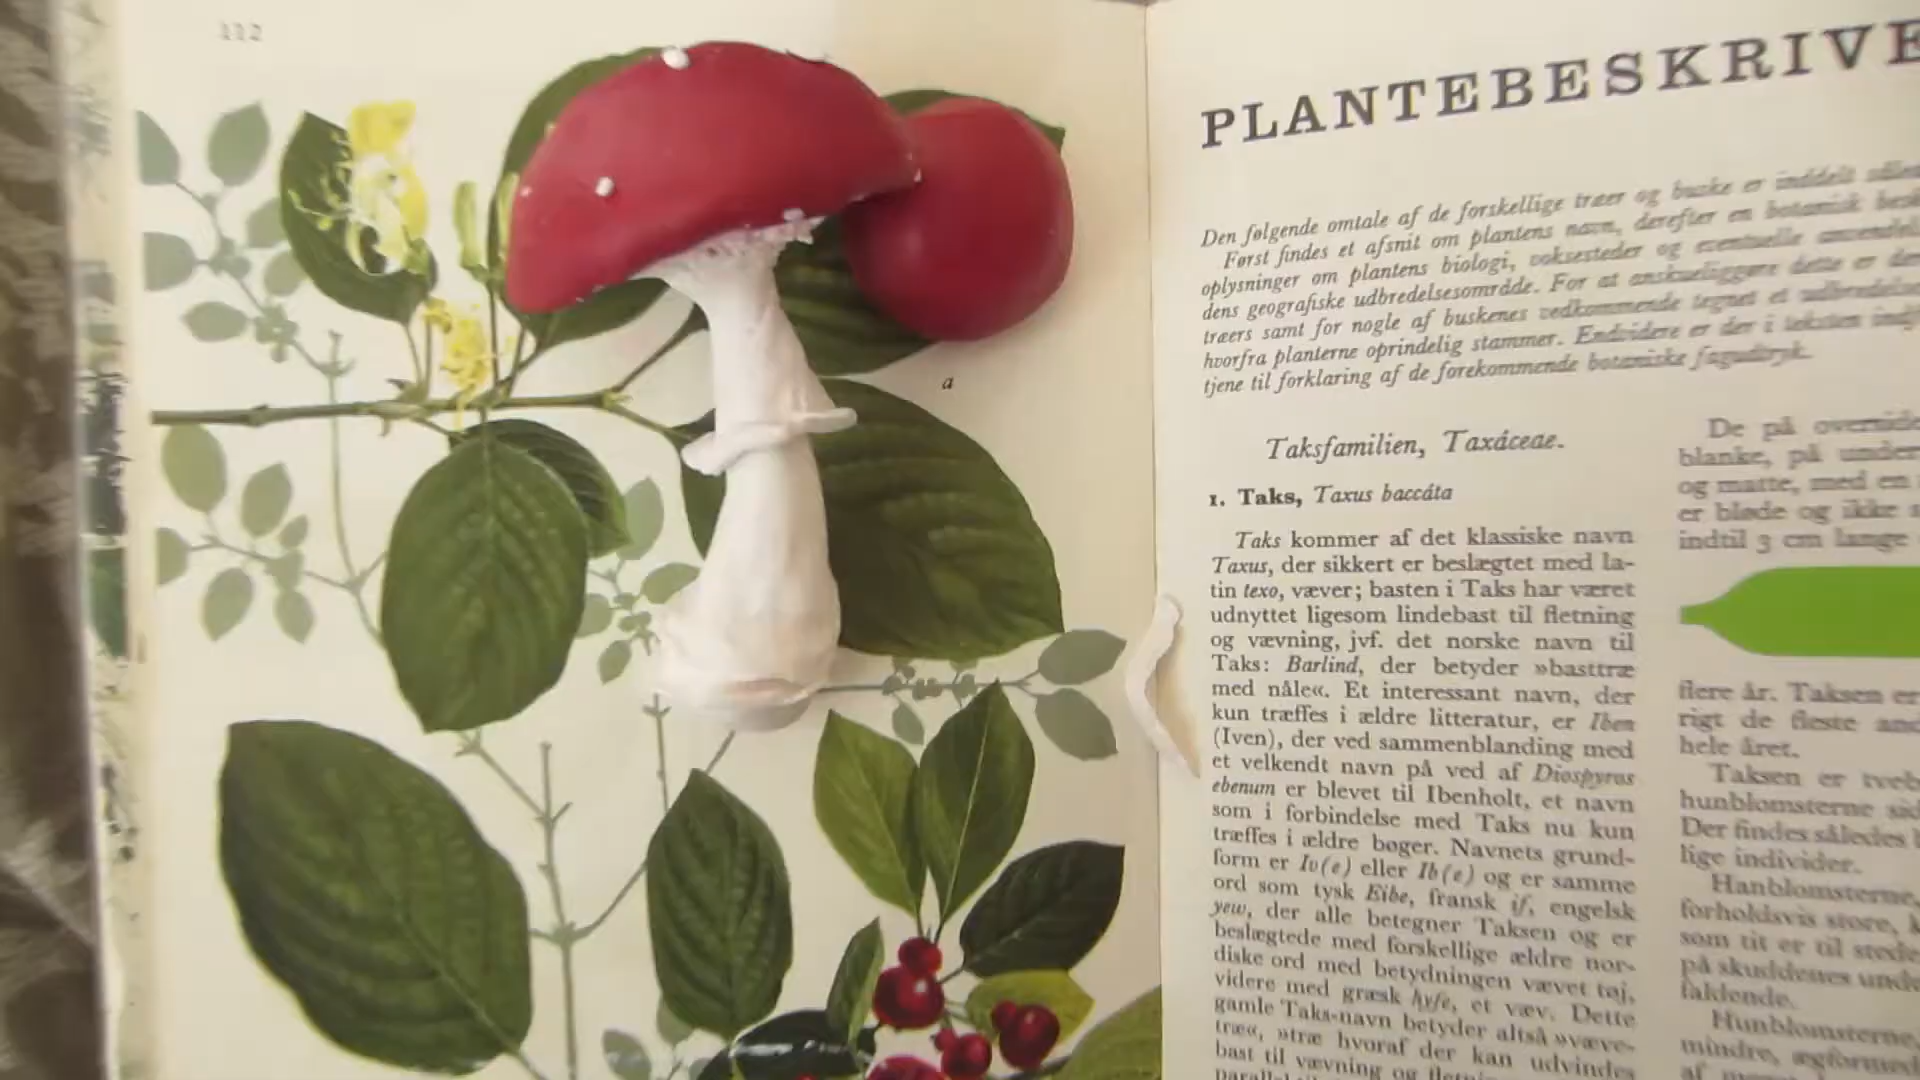 112
a
PLANTEBESKRIVE
Den følgende omtale af de forskellige træer og buske er inddelt
Først findes et afsnit om plantens navn, derefter en botanisk
oplysninger om plantens biologi, voksesteder og eventuelle
dens geografiske udbredelsesområde. For at anskueliggøre dette er
træers samt for nogle af buskenes vedkommende tegnet et
hvorfra planterne oprindelig stammer. Endvidere er der i teksten
tjene til forklaring af de forekommende botaniske fagudtryk.
Taksfamilien, Taxáceae.
1. Taks, Taxus baccáta
Taks kommer af det klassiske navn
Taxus, der sikkert er beslægtet med la-
tin texo, væver; basten i Taks har været
udnyttet ligesom lindebast til fletning
og vævning, jvf. det norske navn til
Taks: Barlind, der betyder »basttræ
med nåle«. Et interessant navn, der
kun træffes i ældre litteratur, er Iben
(Iven), der ved sammenblanding med
et velkendt navn på ved af Diospyros
ebenum er blevet til Ibenholt, et navn
som i forbindelse med Taks nu kun
træffes i ældre bøger. Navnets grund-
form er Iv(e) eller Ib(e) og er samme
ord som tysk Eibe, fransk if, engelsk
yew, der alle betegner Taksen og er
beslægtede med forskellige ældre nor-
diske ord med betydningen vævet tøj,
videre med græsk hyfe, et væv. Dette
gamle Taks-navn betyder altså »væve-
træ«, »træ hvoraf der kan udvindes
bast til vævning og
De på
blanke, på under
og matte, med en
er bløde og ikke
indtil 3 cm lange
flere år. Taksen er
rigt de fleste
hele året.
Taksen er tveb
hunblomsterne
Der findes således
lige individer.
Hanblomsterne,
forholdsvis store,
som tit er til stede
på skuddenes unde
faldende.
Hunblomsterne,
mindre, ægformed